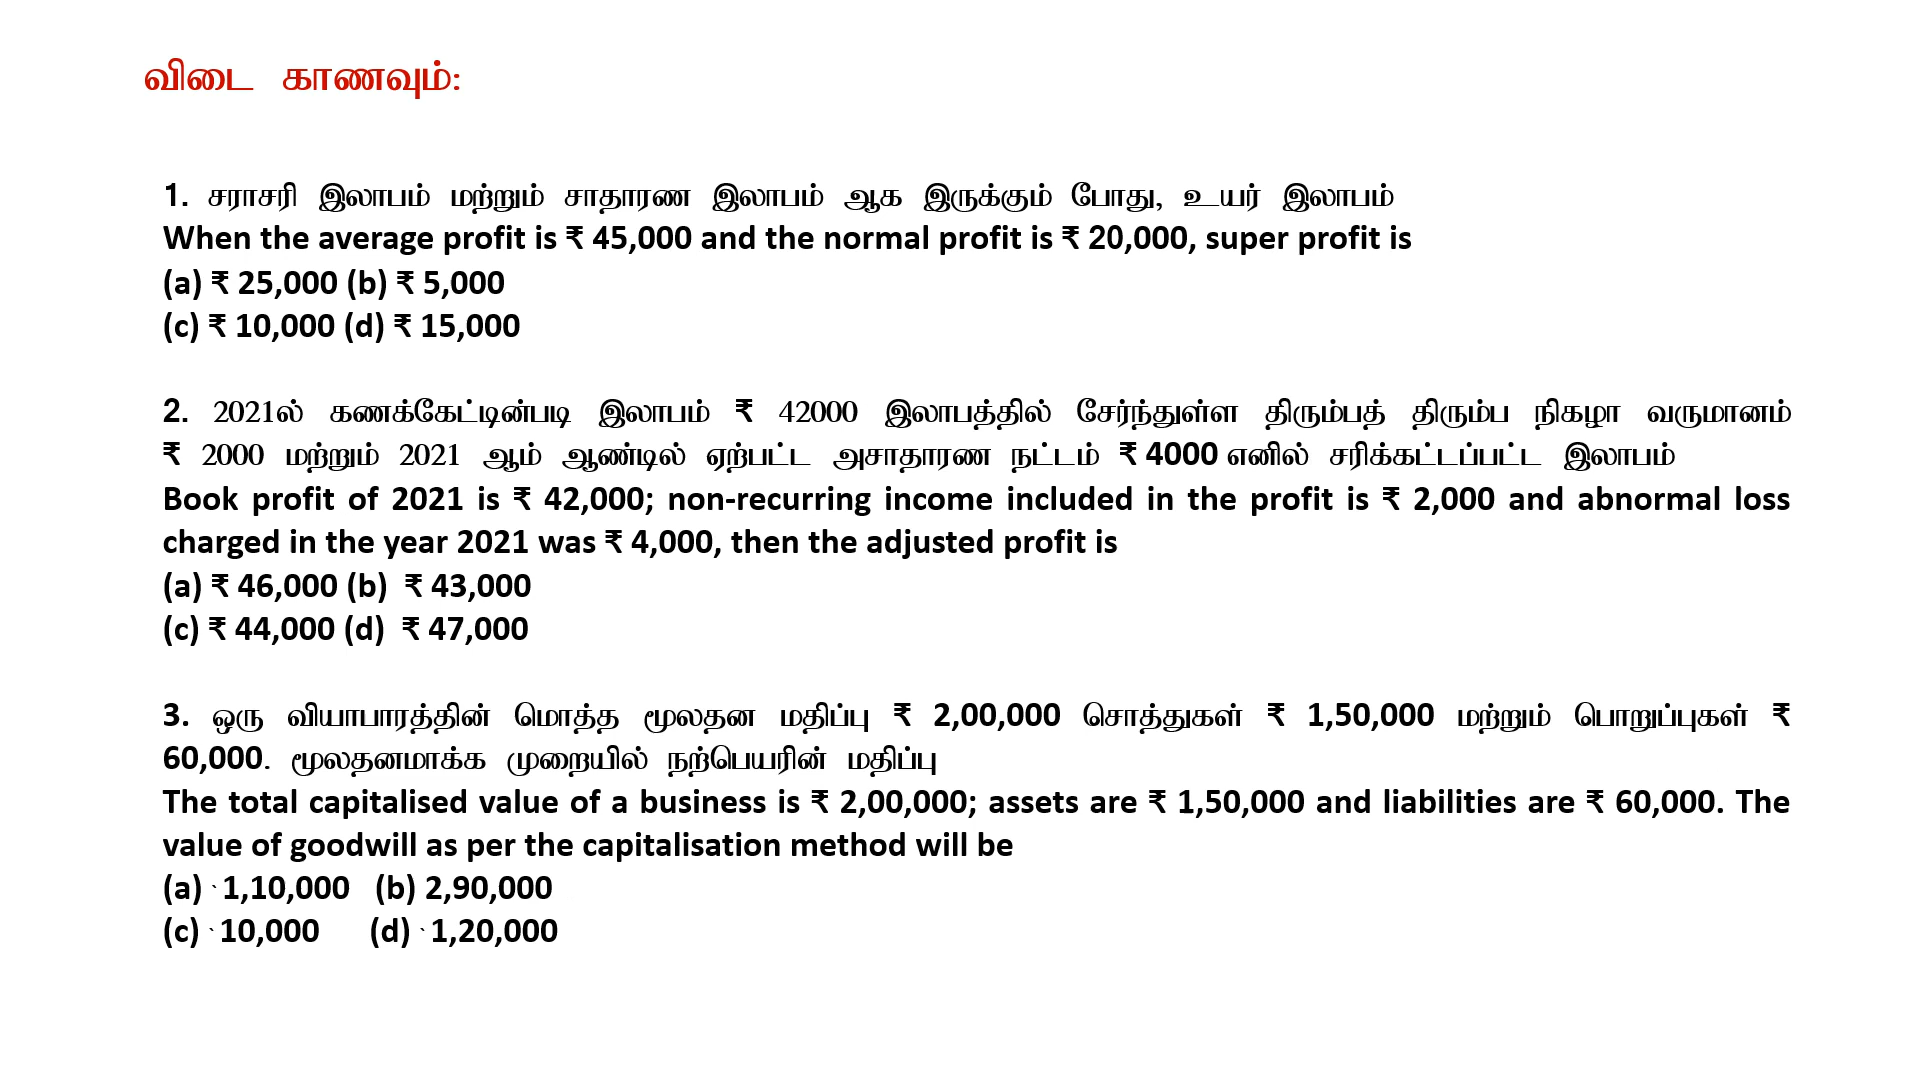 விடை காணவும்:
1. சராசரி இலாபம் மற்றும் சாதாரண இலாபம் ஆக இருக்கும் போது, உயர் இலாபம்
When the average profit is ₹ 45,000 and the normal profit is ₹ 20,000, super profit is
(a) ₹ 25,000 (b) ₹ 5,000
(c) ₹ 10,000 (d) ₹ 15,000
2. 2021ல் கணக்கேட்டின்படி இலாபம் ₹ 42000 இலாபத்தில் சேர்ந்துள்ள திரும்பத் திரும்ப நிகழா வருமானம்
₹ 2000 மற்றும் 2021 ஆம் ஆண்டில் ஏற்பட்ட அசாதாரண நட்டம் ₹ 4000 எனில் சரிக்கட்டப்பட்ட இலாபம்
Book profit of 2021 is ₹ 42,000; non-recurring income included in the profit is ₹ 2,000 and abnormal loss
charged in the year 2021 was ₹ 4,000, then the adjusted profit is
(a) ₹ 46,000 (b) ₹ 43,000
(c) ₹ 44,000 (d) ₹ 47,000
3. ஒரு வியாபாரத்தின் மொத்த மூலதன மதிப்பு ₹ 2,00,000 சொத்துகள் ₹ 1,50,000 மற்றும் பொறுப்புகள் ₹
60,000. மூலதனமாக்க முறையில் நற்பெயரின் மதிப்பு
The total capitalised value of a business is ₹ 2,00,000; assets are ₹ 1,50,000 and liabilities are ₹ 60,000. The
value of goodwill as per the capitalisation method will be
(a) ` 1,10,000 (b) 2,90,000
(c) ` 10,000 (d) ` 1,20,000